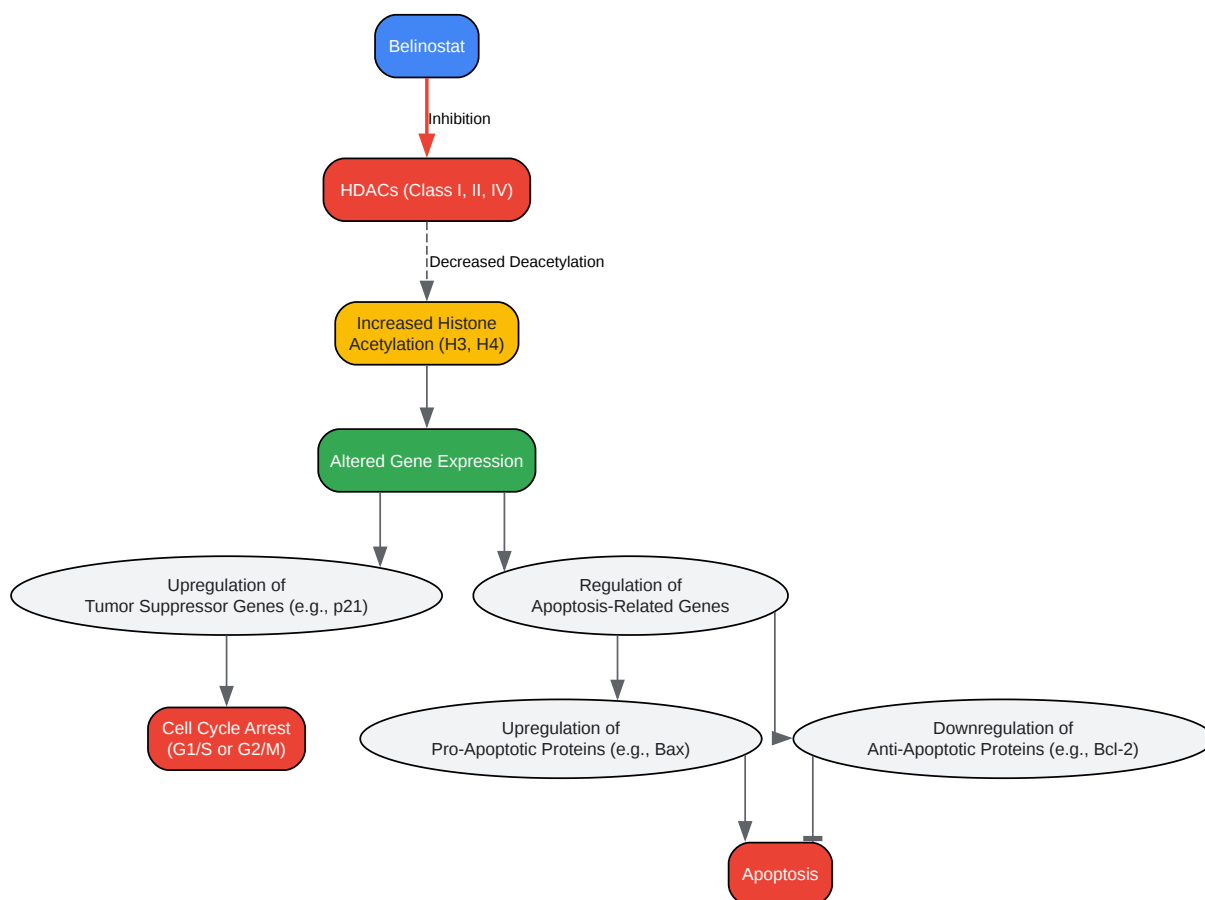 Belinostat
Inhibition
HDACs (Class I, II, IV)
Decreased Deacetylation
Increased Histone
Acetylation (H3, H4)
Altered Gene Expression
Upregulation of
Tumor Suppressor Genes (e.g., p21)
Regulation of
Apoptosis-Related Genes
Cell Cycle Arrest
(G1/S or G2/M)
Upregulation of
Pro-Apoptotic Proteins (e.g., Bax)
Downregulation of
Anti-Apoptotic Proteins (e.g., Bcl-2)
Apoptosis